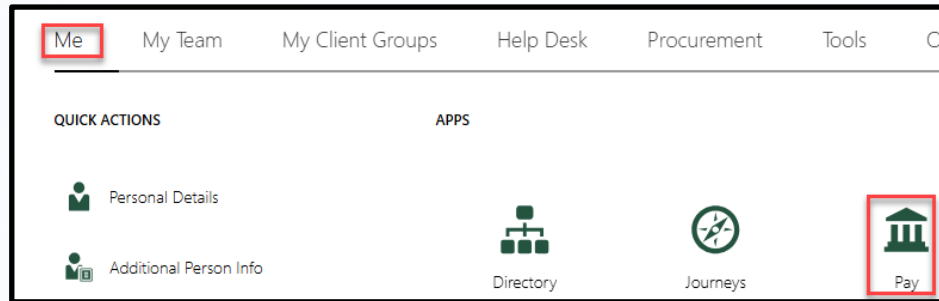 Me My Team My Client Groups Help Desk Procurement Tools
QUICK ACTIONS APPS
Personal Details
Additional Person Info
Directory Journeys Pay